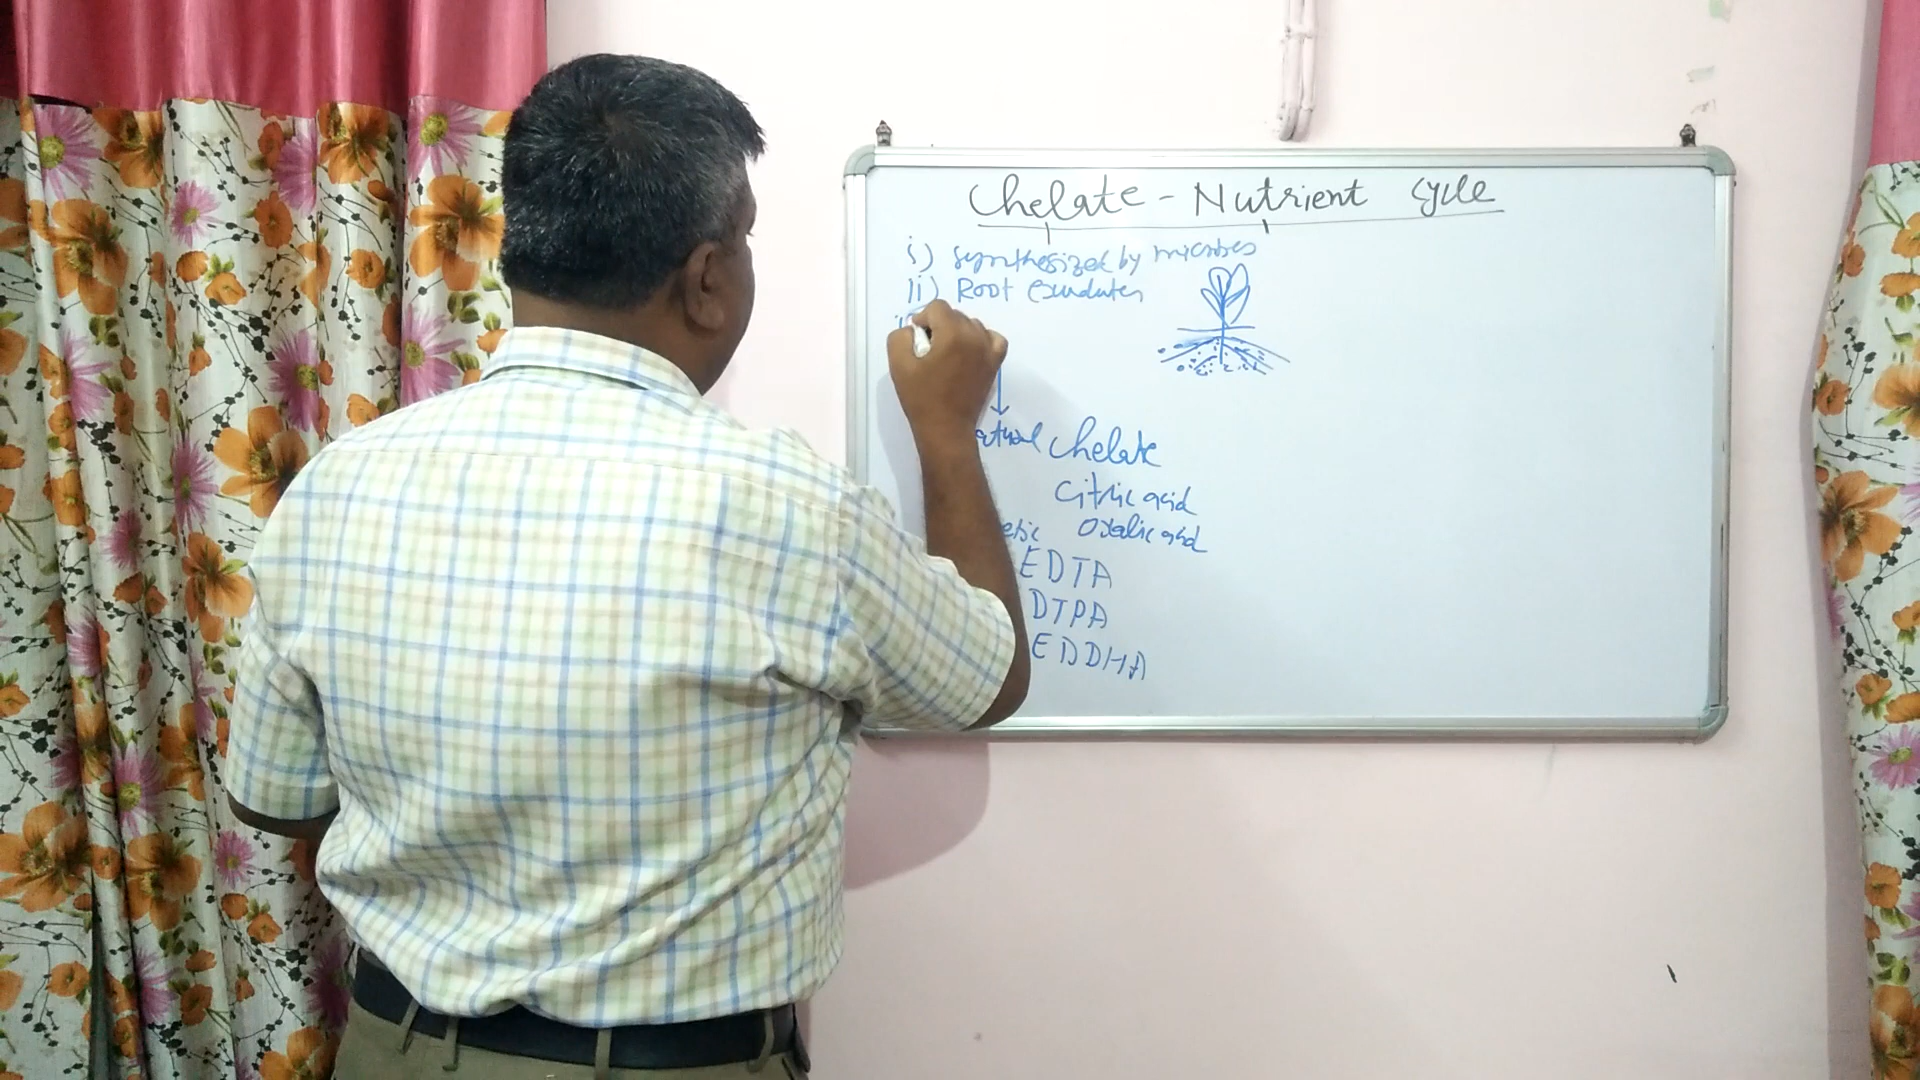 Chelate - Nutrient Cycle
i) Synthesized by microbes
ii) Root exudates
Chelate
Citric acid
Oxalic acid
EDTA
DTPA
EDDHA